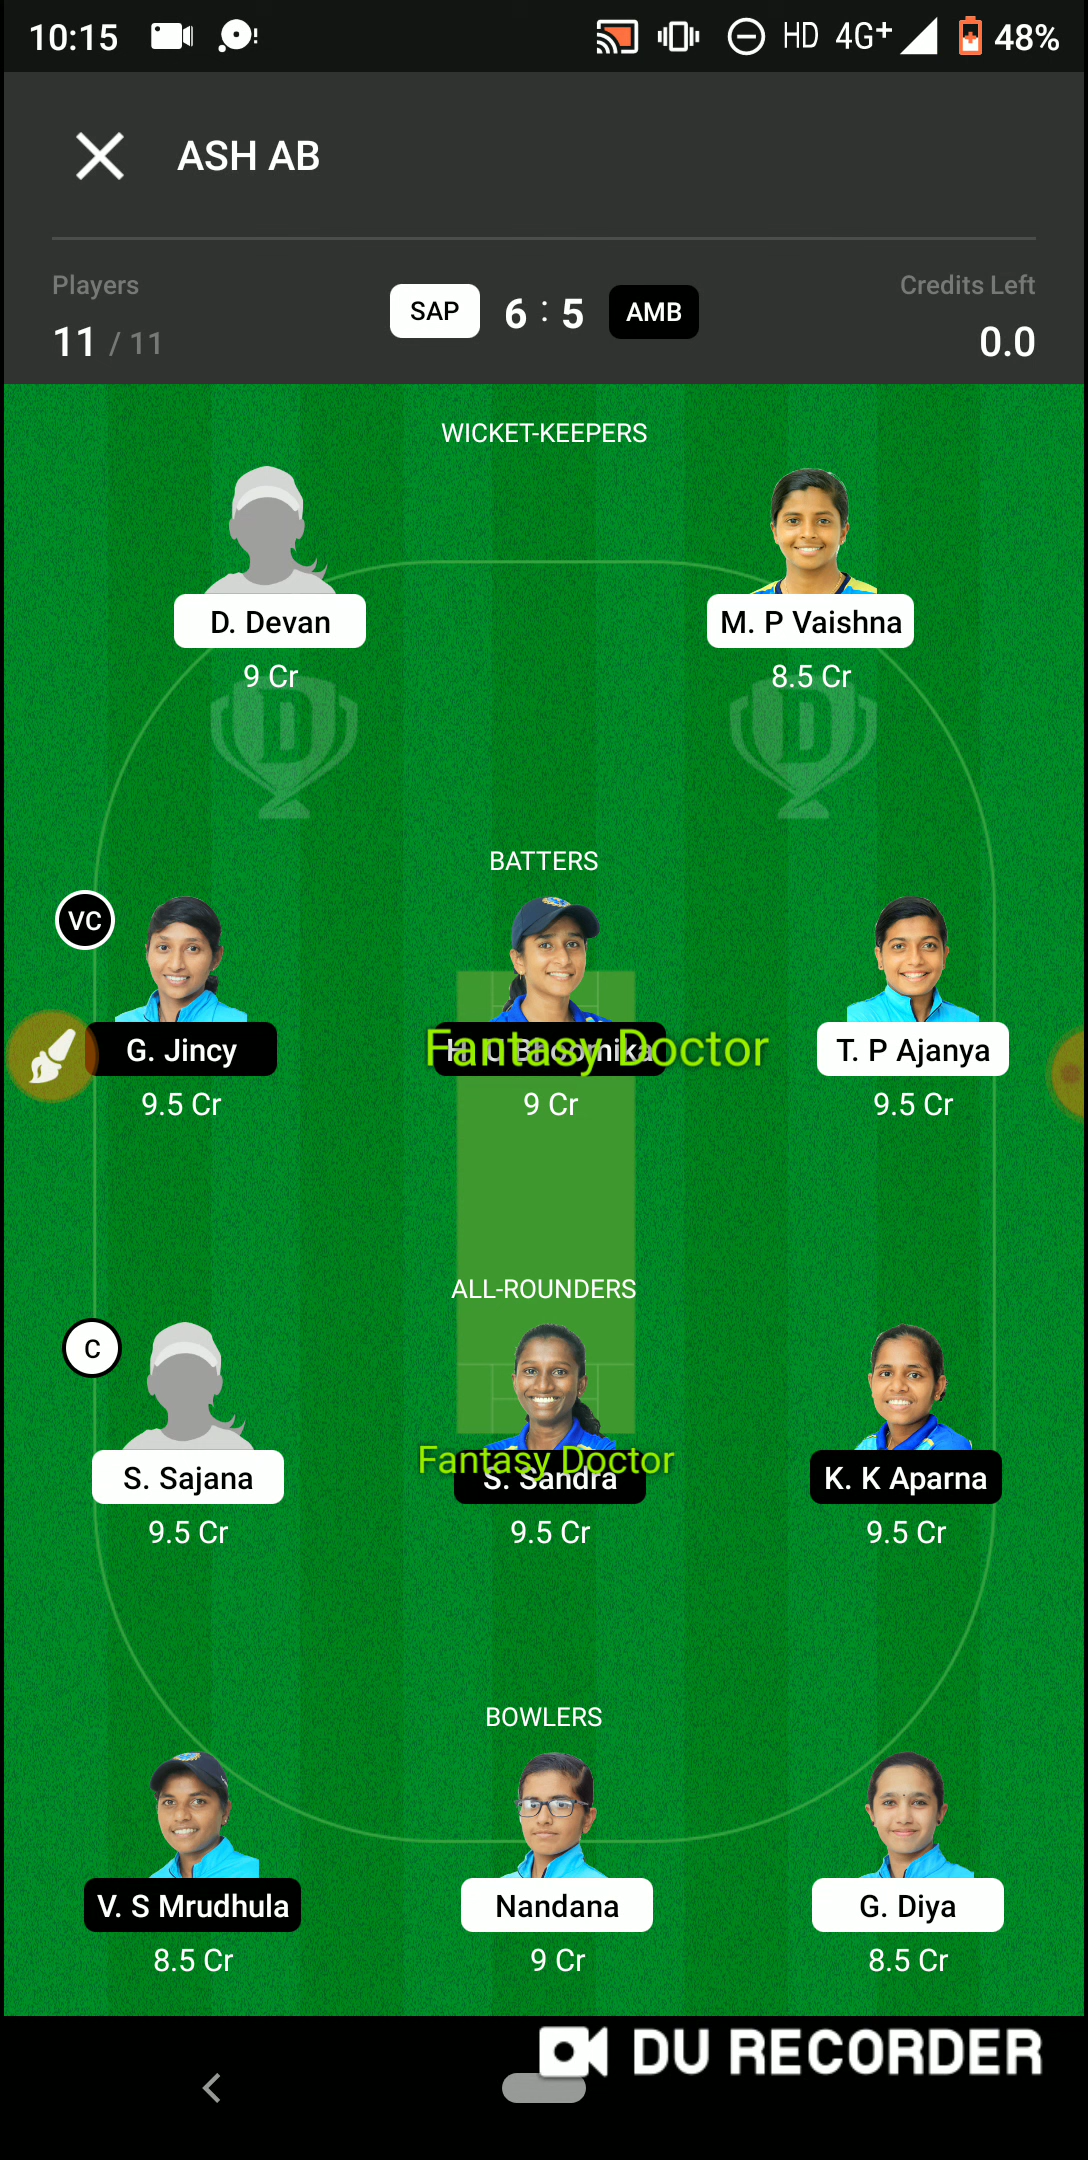 10:15 HD 4G+ 48%
ASH AB
Players Credits Left
11 / 11 SAP 6 : 5 AMB 0.0
WICKET-KEEPERS
D. Devan M. P Vaishna
9 Cr 8.5 Cr
BATTERS
VC
G. Jincy Fantasy Doctor T. P Ajanya
9.5 Cr 9 Cr 9.5 Cr
ALL-ROUNDERS
C
Fantasy Doctor
S. Sajana S. Sandra K. K Aparna
9.5 Cr 9.5 Cr 9.5 Cr
BOWLERS
V. S Mrudhula Nandana G. Diya
8.5 Cr 9 Cr 8.5 Cr
DU RECORDER